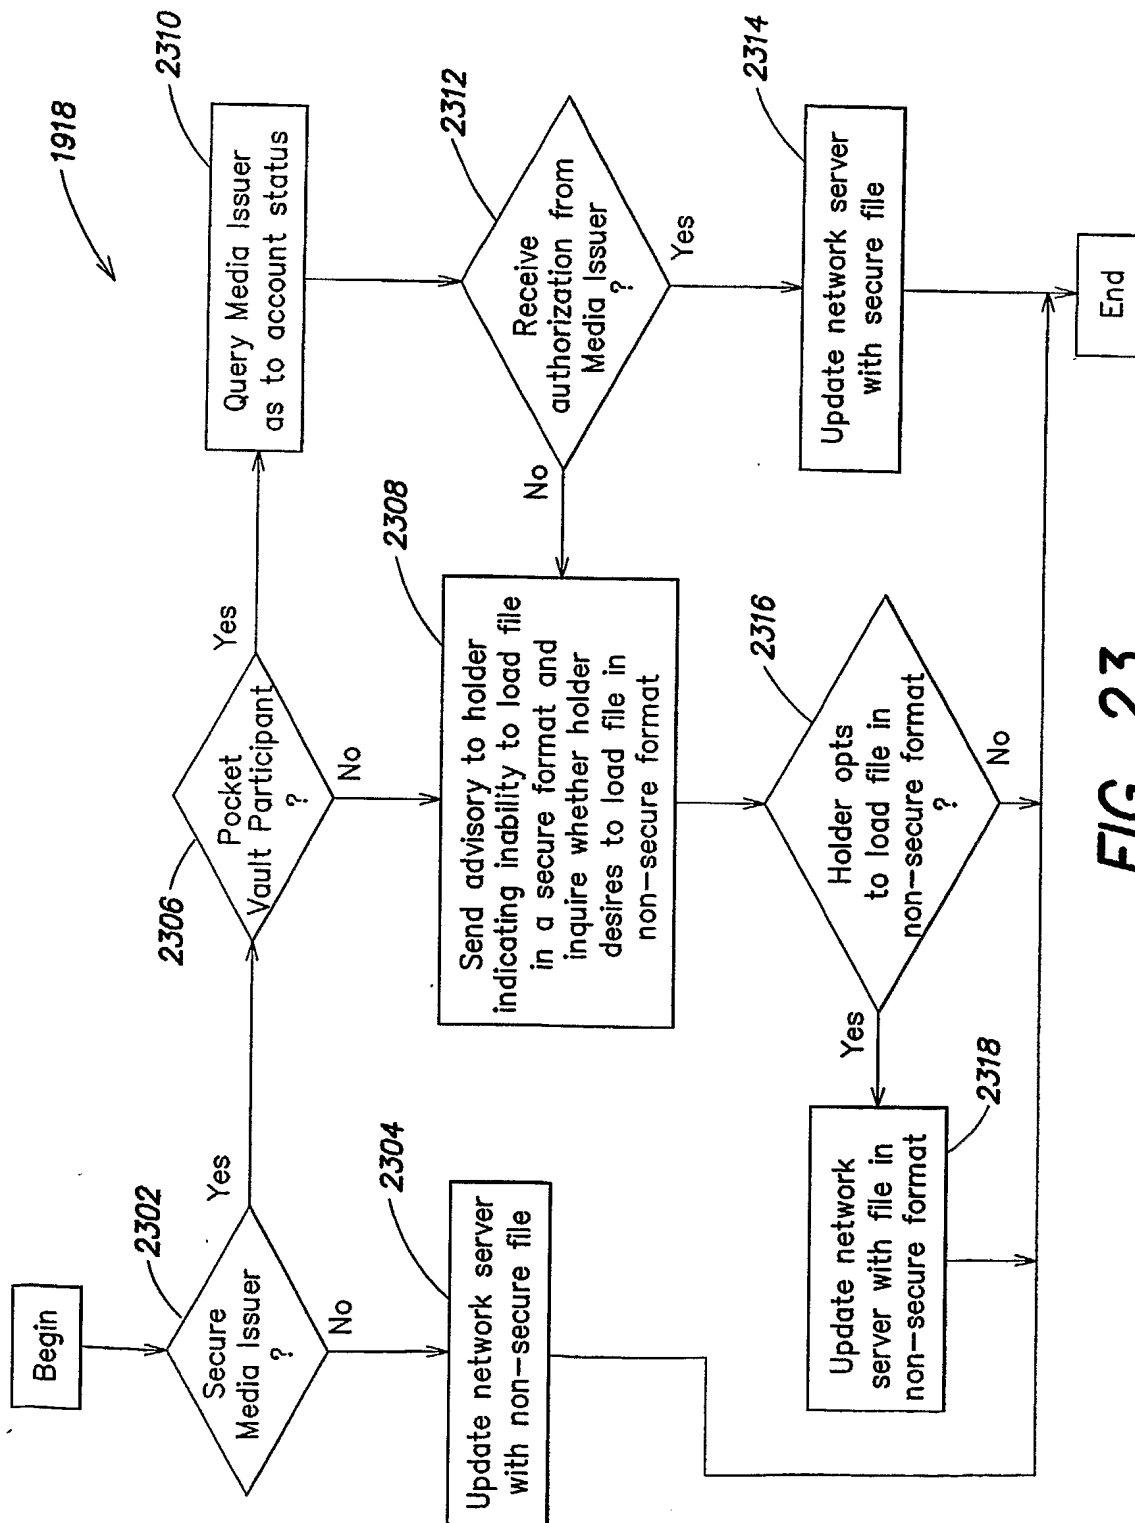 1918
Begin
2302
Secure
Media Issuer
?
Yes
No
2304
Update network server
with non-secure file
2306
Pocket
Vault Participant
?
Yes
No
2310
Query Media Issuer
as to account status
2312
Receive
authorization from
Media Issuer
?
No
Yes
2308
Send advisory to holder
indicating inability to load file
in a secure format and
inquire whether holder
desires to load file in
non-secure format
2314
Update network server
with secure file
2316
Holder opts
to load file in
non-secure format
?
Yes
No
2318
Update network
server with file in
non-secure format
End
FIG. 23